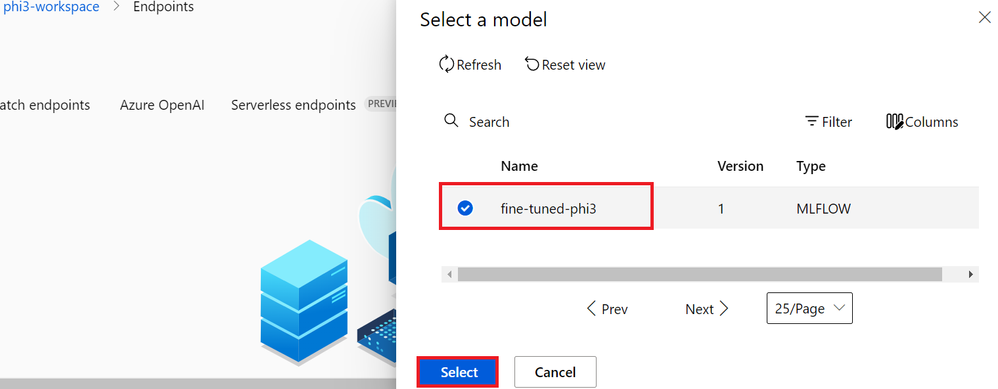 phi3-workspace > Endpoints
atch endpoints Azure OpenAI Serverless endpoints
Select a model
Refresh Reset view
Search Filter Columns
Name Version Type
fine-tuned-phi3 1 MLFLOW
Prev Next 25/Page
Select Cancel